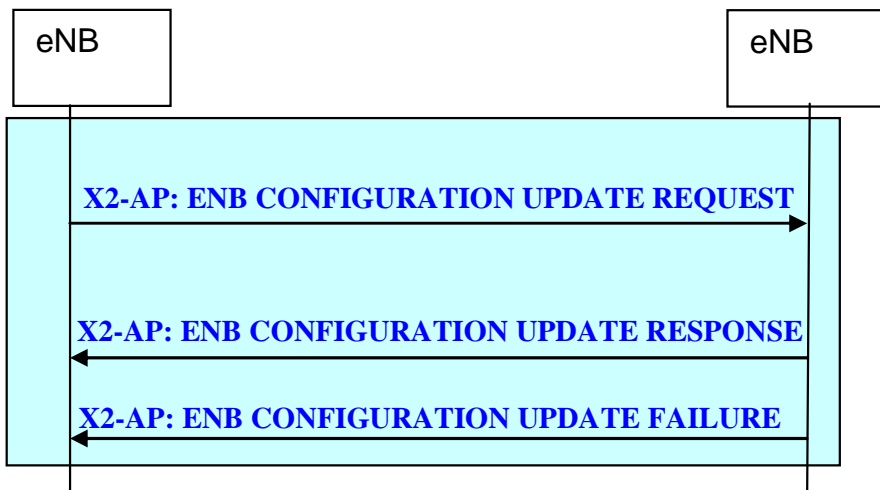 eNB
eNB
X2-AP: ENB CONFIGURATION UPDATE REQUEST
X2-AP: ENB CONFIGURATION UPDATE RESPONSE
X2-AP: ENB CONFIGURATION UPDATE FAILURE